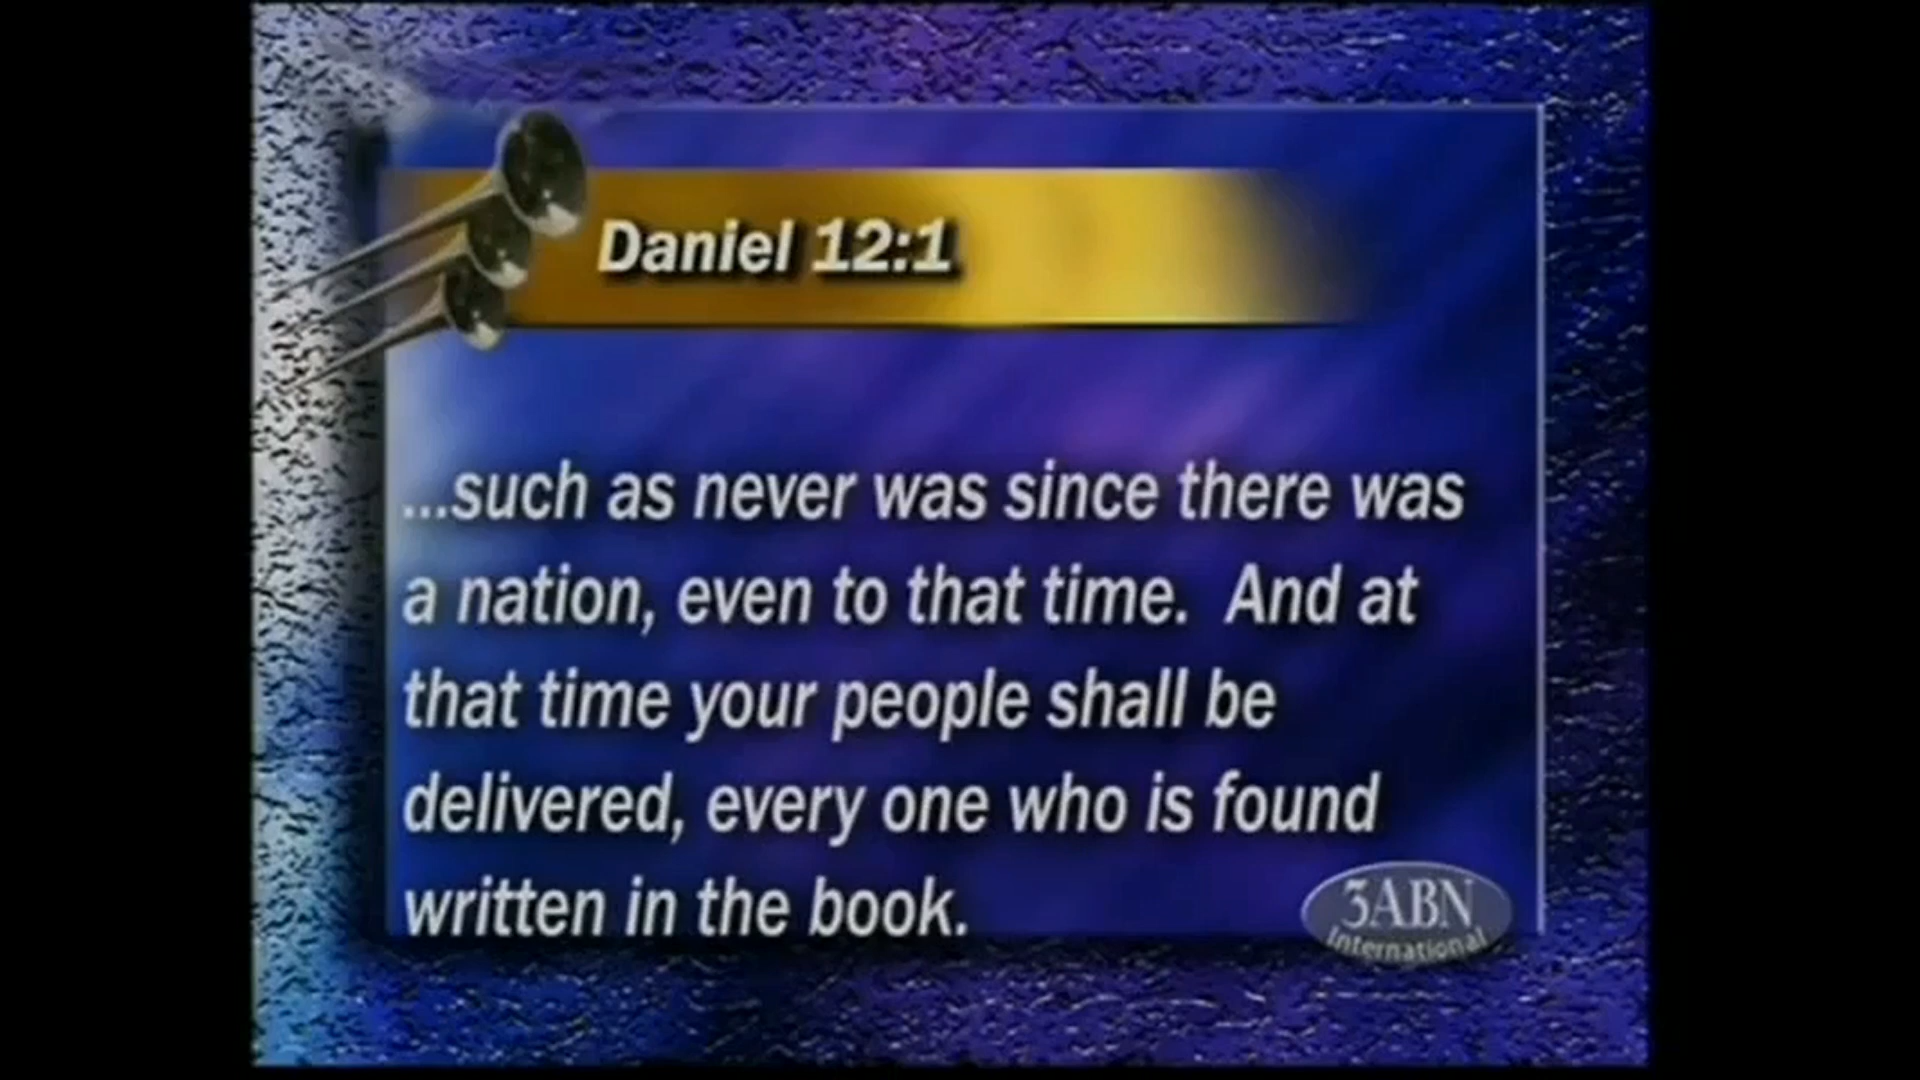 Daniel 12:1
...such as never was since there was
a nation, even to that time. And at
that time your people shall be
delivered, every one who is found
written in the book.
3ABN
International